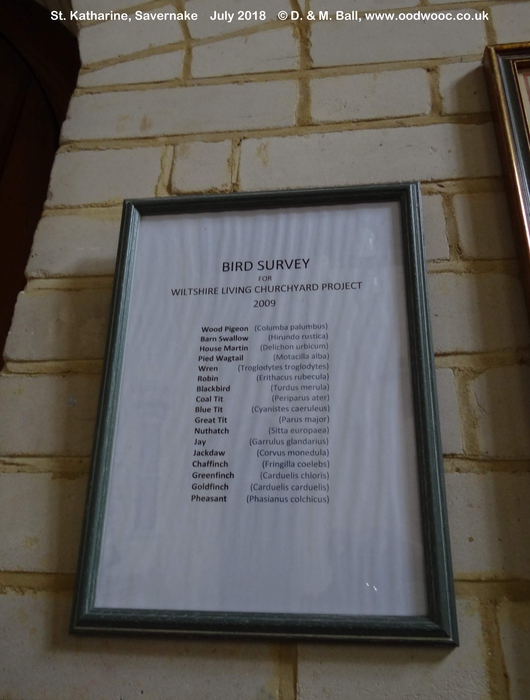 St. Katharine, Savernake July 2018 © D. & M. Ball, www.oodwooc.co.uk
BIRD SURVEY
FOR
WILTSHIRE LIVING CHURCHYARD PROJECT
2009
Wood Pigeon (Columba palumbus)
Barn Swallow (Hirundo rustica)
House Martin (Delichon urbicum)
Pied Wagtail (Motacilla alba)
Wren (Troglodytes troglodytes)
Robin (Erithacus rubecula)
Blackbird (Turdus merula)
Coal Tit (Periparus ater)
Blue Tit (Cyanistes caeruleus)
Great Tit (Parus major)
Nuthatch (Sitta europaea)
Jay (Garrulus glandarius)
Jackdaw (Corvus monedula)
Chaffinch (Fringilla coelebs)
Greenfinch (Carduelis chloris)
Goldfinch (Carduelis carduelis)
Pheasant (Phasianus colchicus)